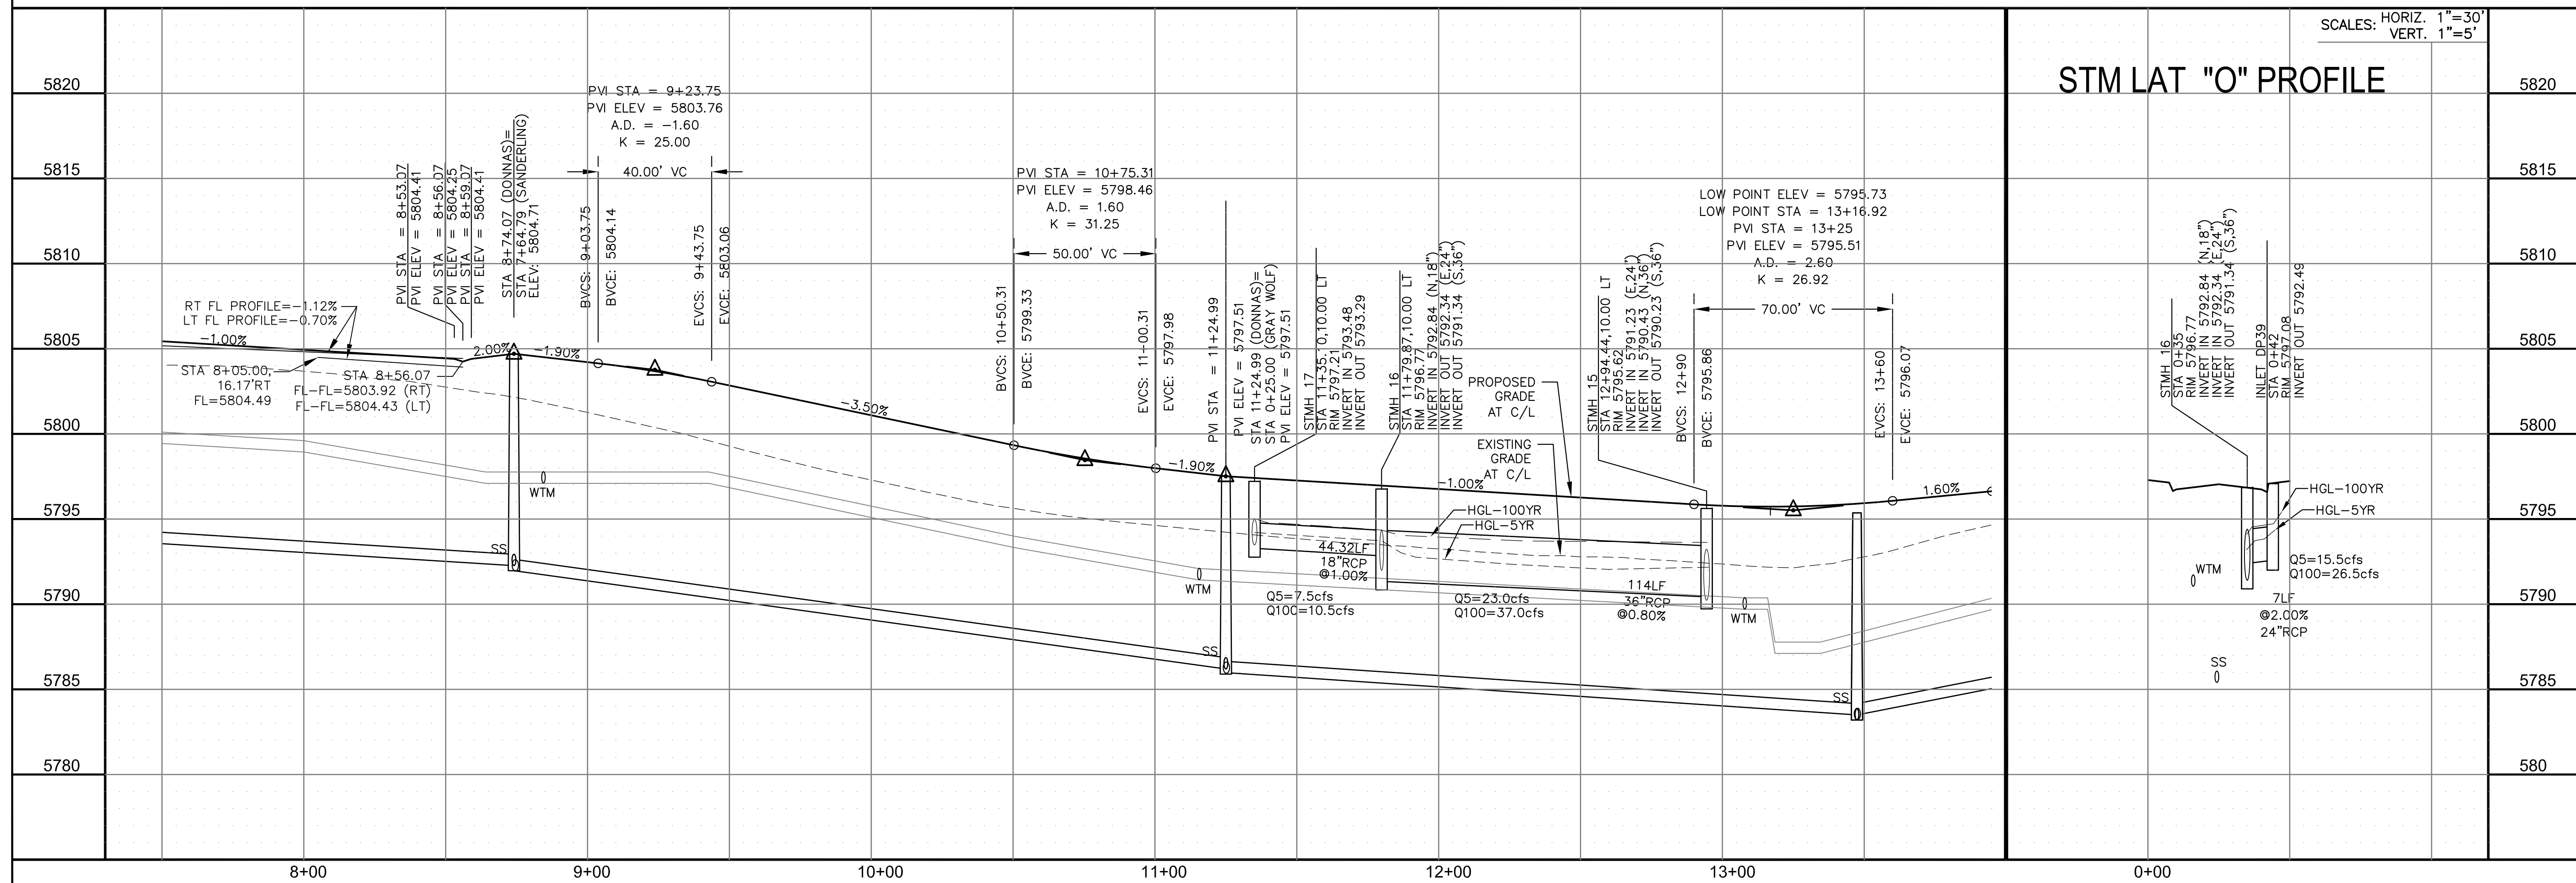 SCALES: HORIZ. 1"=30'
VERT. 1"=5'
STM LAT "O" PROFILE
5820
5815
5810
5805
5800
5795
5790
5785
5780
PVI STA = 8+53.07
PVI ELEV = 5804.41
PVI STA = 8+56.07
PVI ELEV = 5804.25
PVI STA = 8+59.07
PVI ELEV = 5804.41
STA 8+74.07 (DONNAS)=
STA 7+64.79 (SANDERLING)
ELEV: 5804.71
PVI STA = 9+23.75
PVI ELEV = 5803.76
A.D. = -1.60
K = 25.00
40.00' VC
BVCS: 9+03.75
BVCE: 5804.14
EVCS: 9+43.75
EVCE: 5803.06
RT FL PROFILE=-1.12%
LT FL PROFILE=-0.70%
-1.00%
2.00%
-1.90%
STA 8+05.00,
16.17'RT
FL=5804.49
STA 8+56.07
FL-FL=5803.92 (RT)
FL-FL=5804.43 (LT)
SS
WTM
-3.50%
PVI STA = 10+75.31
PVI ELEV = 5798.46
A.D. = 1.60
K = 31.25
50.00' VC
BVCS: 10+50.31
BVCE: 5799.33
EVCS: 11-00.31
EVCE: 5797.98
-1.90%
PVI STA = 11+24.99
PVI ELEV = 5797.51
STA 11+24.99 (DONNAS)=
STA 0+25.00 (GRAY WOLF)
PVI ELEV = 5797.51
STMH 17
RIM 5797.21
INVERT IN 5793.48
INVERT OUT 5793.29
STMH 16
STA 11+79.87,10.00 LT
RIM 5796.77
INVERT IN 5792.84 (N,18")
INVERT OUT 5792.34 (E,24")
INVERT OUT 5791.34 (S,36")
PROPOSED
GRADE
AT C/L
EXISTING
GRADE
AT C/L
-1.00%
HGL-100YR
HGL-5YR
44.32LF
18"RCP
@1.00%
Q5=7.5cfs
Q100=10.5cfs
WTM
SS
Q5=23.0cfs
Q100=37.0cfs
114LF
36"RCP
@0.80%
STMH 15
STA 12+94.44,10.00 LT
RIM 5795.62
INVERT IN 5791.23 (E,24")
INVERT IN 5790.43 (N,36")
INVERT OUT 5790.23 (S,36")
LOW POINT ELEV = 5795.73
LOW POINT STA = 13+16.92
PVI STA = 13+25
PVI ELEV = 5795.51
A.D. = 2.60
K = 26.92
70.00' VC
BVCS: 12+90
BVCE: 5795.86
EVCS: 13+60
EVCE: 5796.07
1.60%
WTM
SS
STMH 16
STA 0+35
RIM 5796.77
INVERT IN 5792.84 (N,18")
INVERT IN 5792.34 (E,24")
INVERT OUT 5791.34 (S,36")
INLET DP39
STA 0+42
RIM 5797.08
INVERT OUT 5792.49
HGL-100YR
HGL-5YR
Q5=15.5cfs
Q100=26.5cfs
WTM
7LF
@2.00%
24"RCP
SS
5820
5815
5810
5805
5800
5795
5790
5785
580
8+00
9+00
10+00
11+00
12+00
13+00
0+00